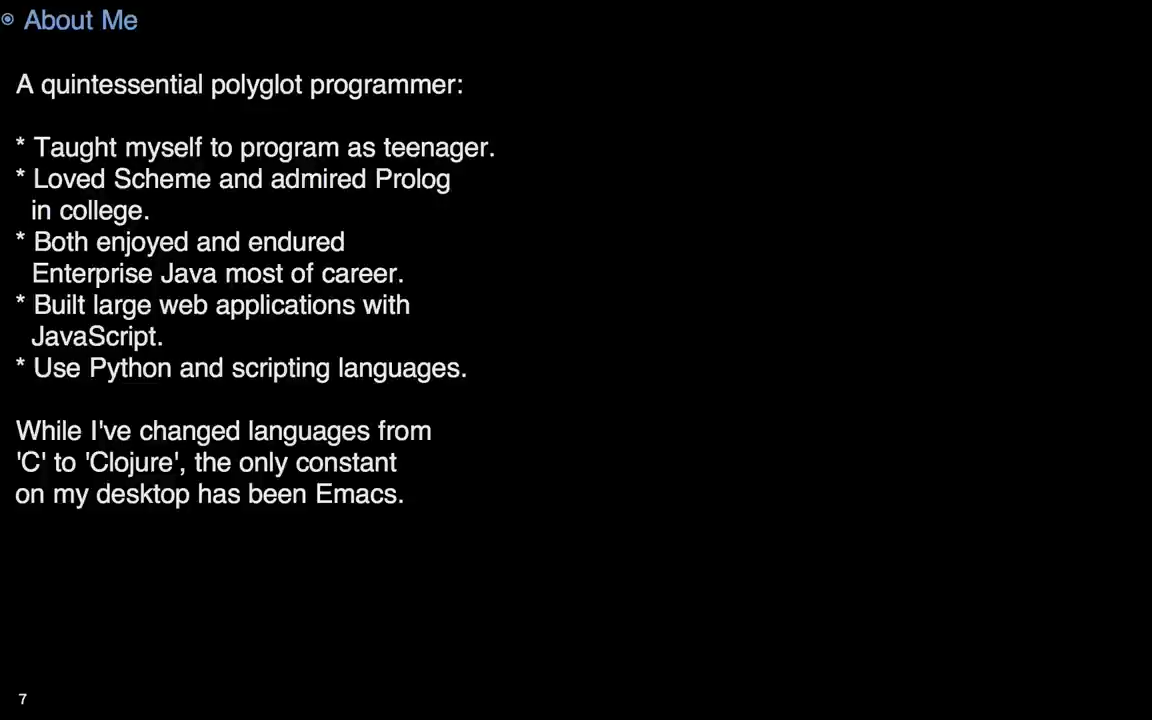 About Me
A quintessential polyglot programmer:
* Taught myself to program as teenager.
* Loved Scheme and admired Prolog
in college.
* Both enjoyed and endured
Enterprise Java most of career.
* Built large web applications with
JavaScript.
* Use Python and scripting languages.
While I've changed languages from
'C' to 'Clojure', the only constant
on my desktop has been Emacs.
7